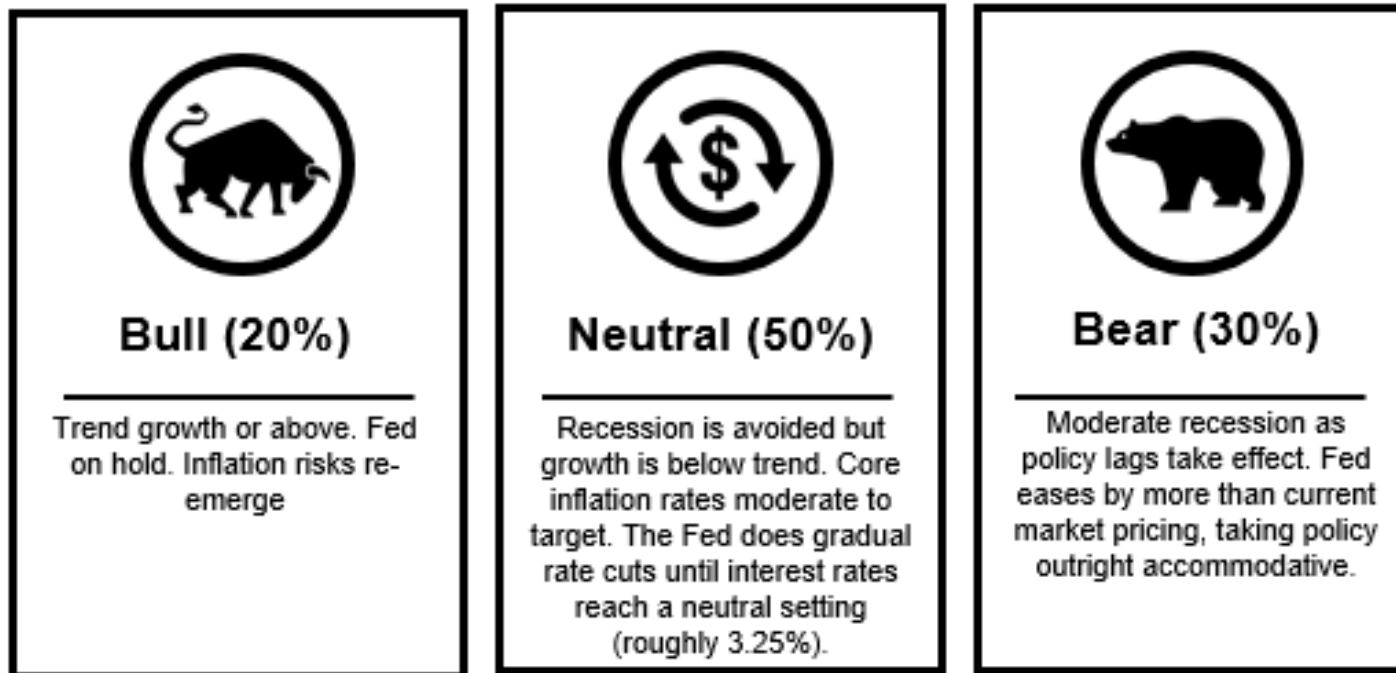 Bull (20%)
Trend growth or above. Fed
on hold. Inflation risks re-
emerge
$
Neutral (50%)
Recession is avoided but
growth is below trend. Core
inflation rates moderate to
target. The Fed does gradual
rate cuts until interest rates
reach a neutral setting
(roughly 3.25%).
Bear (30%)
Moderate recession as
policy lags take effect. Fed
eases by more than current
market pricing, taking policy
outright accommodative.